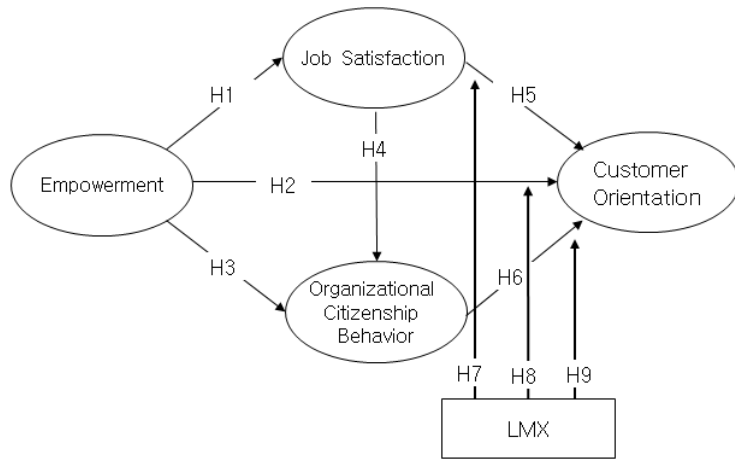 Job Satisfaction
H1
H5
H4
Empowerment
H2
Customer
Orientation
H3
Organizational
Citizenship
Behavior
H6
H7
H8
H9
LMX